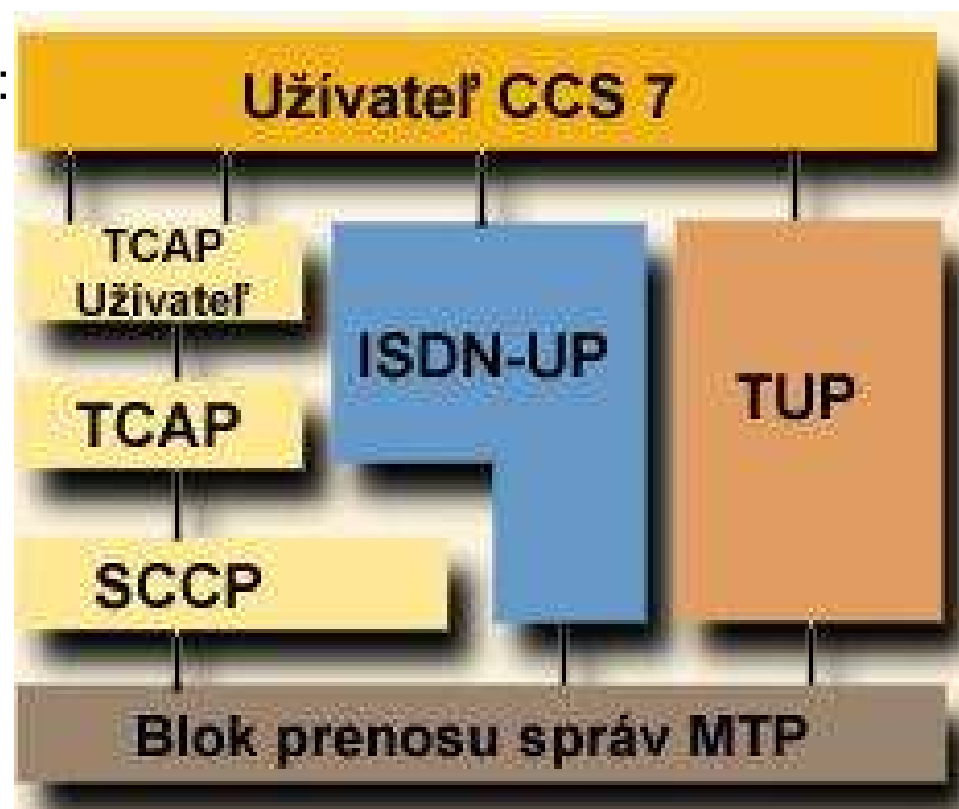 :
Užívateľ CCS 7
TCAP
Užívateľ
ISDN-UP
TUP
TCAP
SCCP
Blok prenosu správ MTP